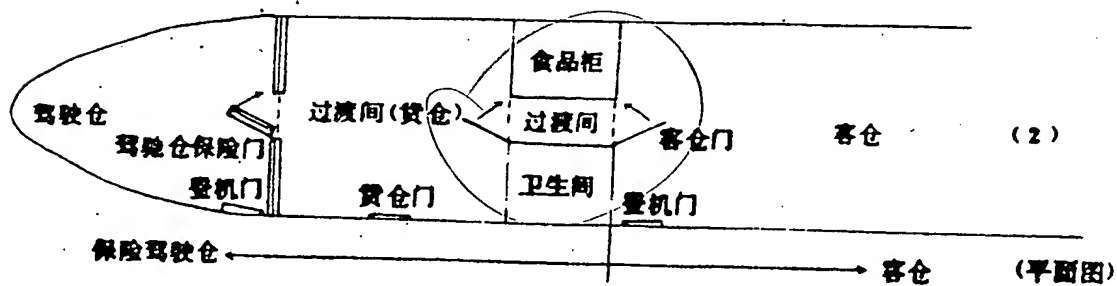 食品柜
驾驶仓
过渡间(货仓)
过渡间
客仓门
客仓
(2)
驾驶仓保险门
登机门
货仓门
卫生间
登机门
保险驾驶仓
客仓
(平面图)